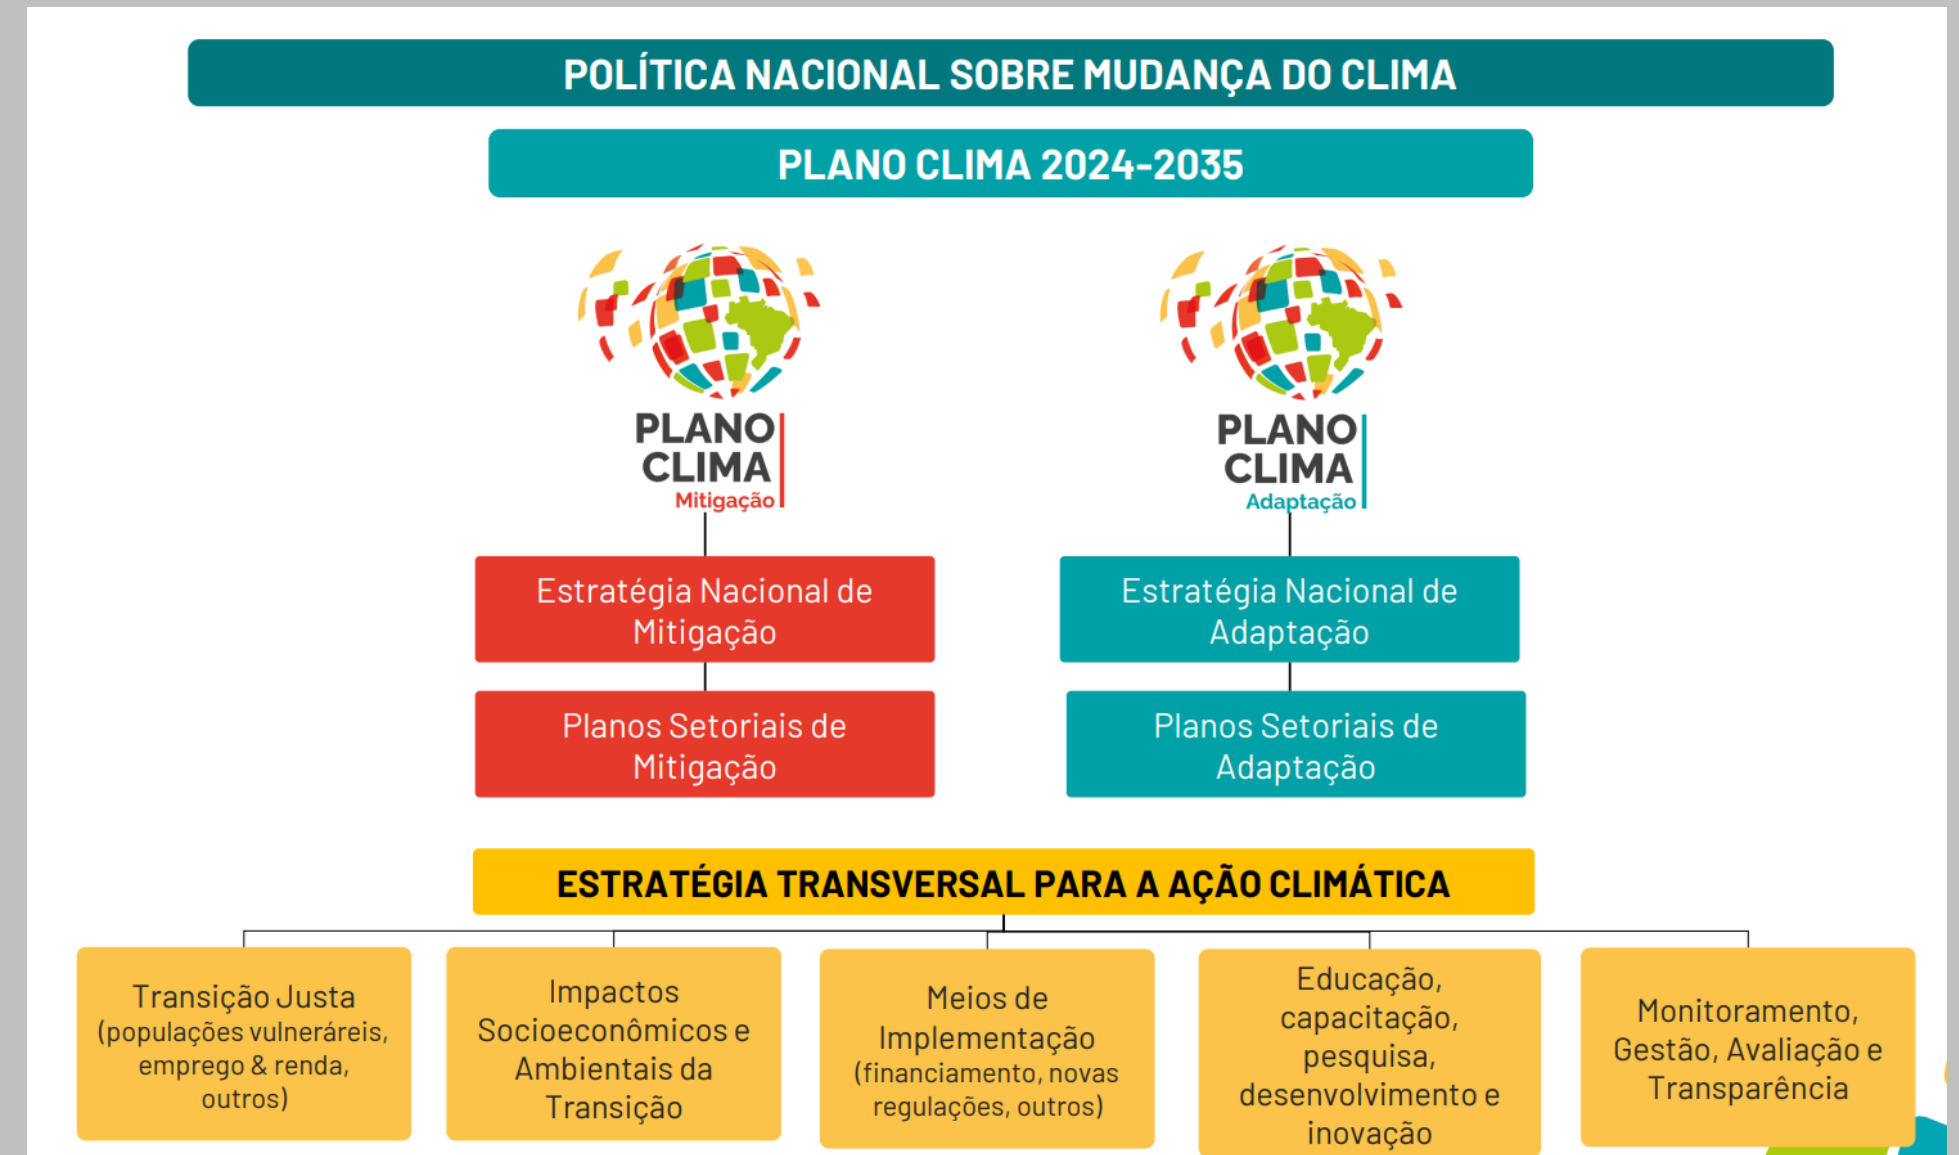 POLÍTICA NACIONAL SOBRE MUDANÇA DO CLIMA
PLANO CLIMA 2024-2035
PLANO
CLIMA
Mitigação
PLANO
CLIMA
Adaptação
Estratégia Nacional de
Mitigação
Estratégia Nacional de
Adaptação
Planos Setoriais de
Mitigação
Planos Setoriais de
Adaptação
ESTRATÉGIA TRANSVERSAL PARA A AÇÃO CLIMÁTICA
Transição Justa
(populações vulneráreis,
emprego & renda,
outros)
Impactos
Socioeconômicos e
Ambientais da
Transição
Meios de
Implementação
(financiamento, novas
regulações, outros)
Educação,
capacitação,
pesquisa,
desenvolvimento e
inovação
Monitoramento,
Gestão, Avaliação e
Transparência